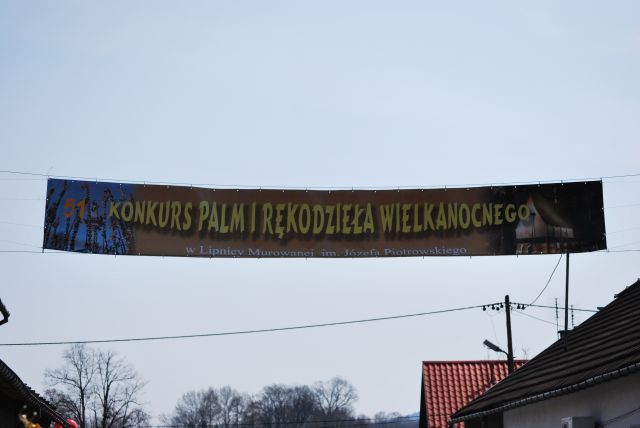 51. KONKURS PALM I RĘKODZIEŁA WIELKANOCNEGO
w Lipnicy Murowanej im. Józefa Piotrowskiego